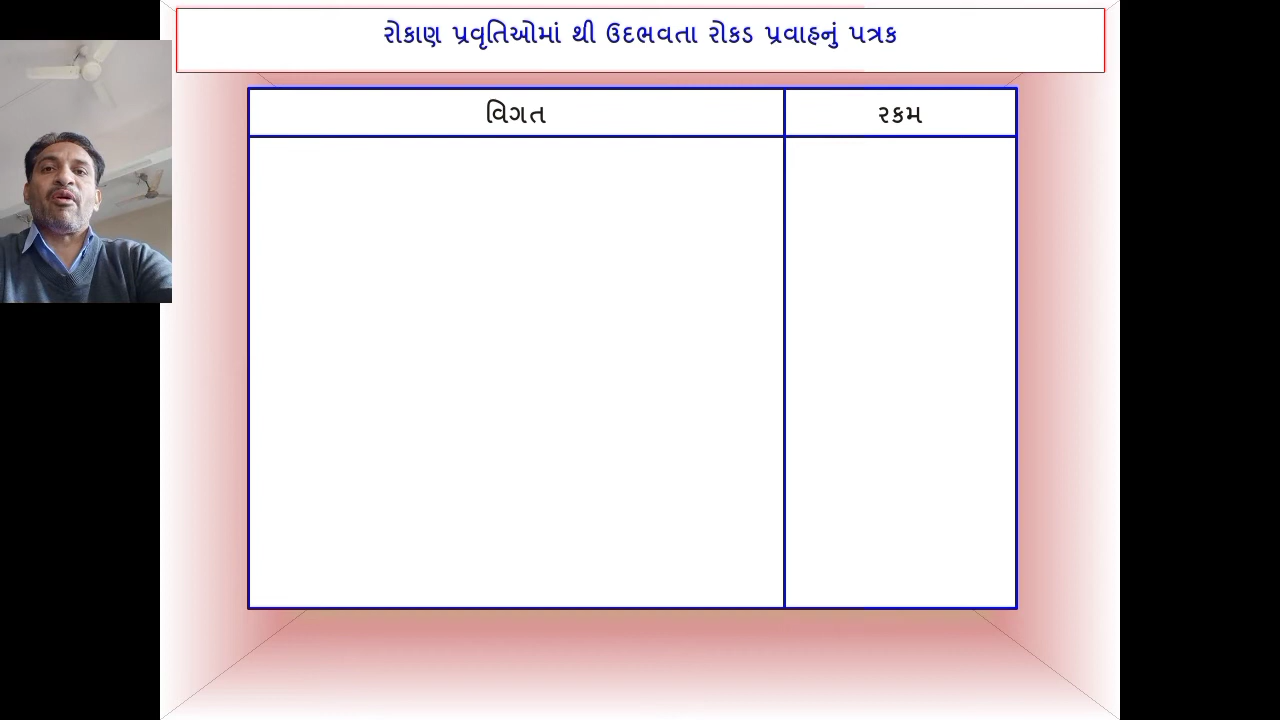 રોકાણ પ્રવૃતિઓમાં થી ઉદભવતા રોકડ પ્રવાહનું પત્રક
વિગત રકમ